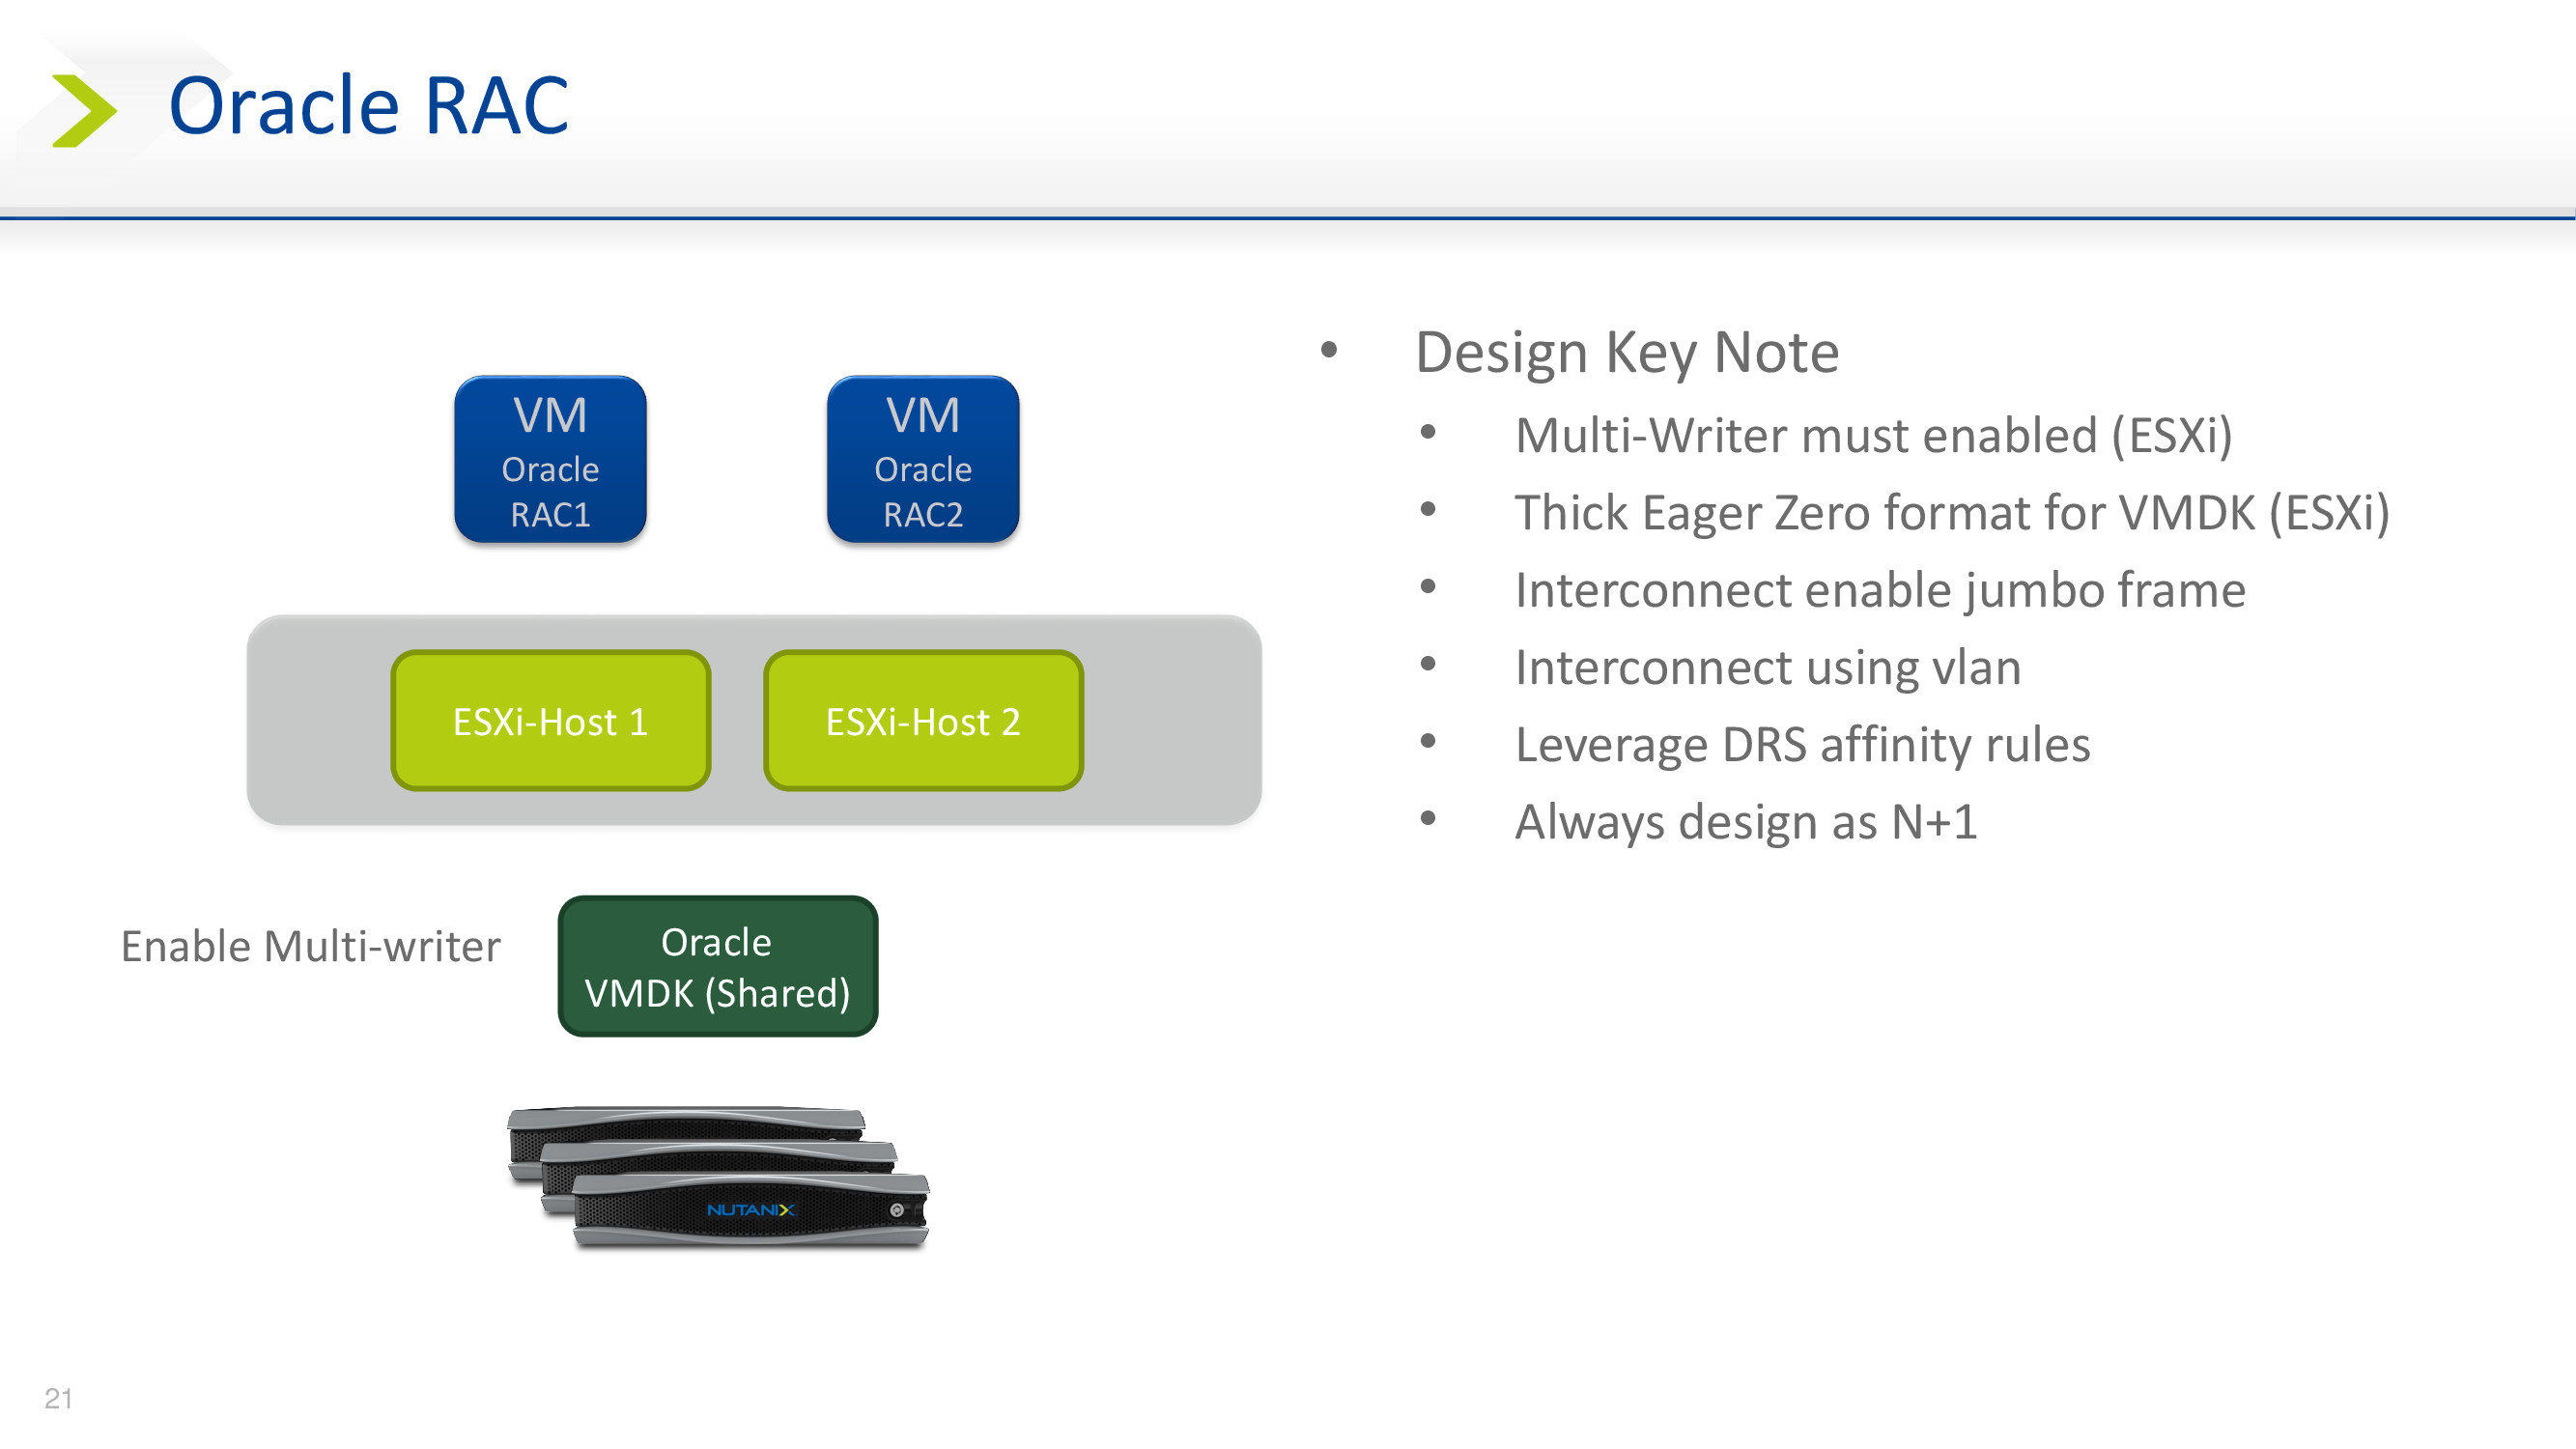 Oracle RAC
VM
Oracle
RAC1
VM
Oracle
RAC2
ESXi-Host 1
ESXi-Host 2
Enable Multi-writer
Oracle
VMDK (Shared)
NUTANIX
• Design Key Note
• Multi-Writer must enabled (ESXi)
• Thick Eager Zero format for VMDK (ESXi)
• Interconnect enable jumbo frame
• Interconnect using vlan
• Leverage DRS affinity rules
• Always design as N+1
21